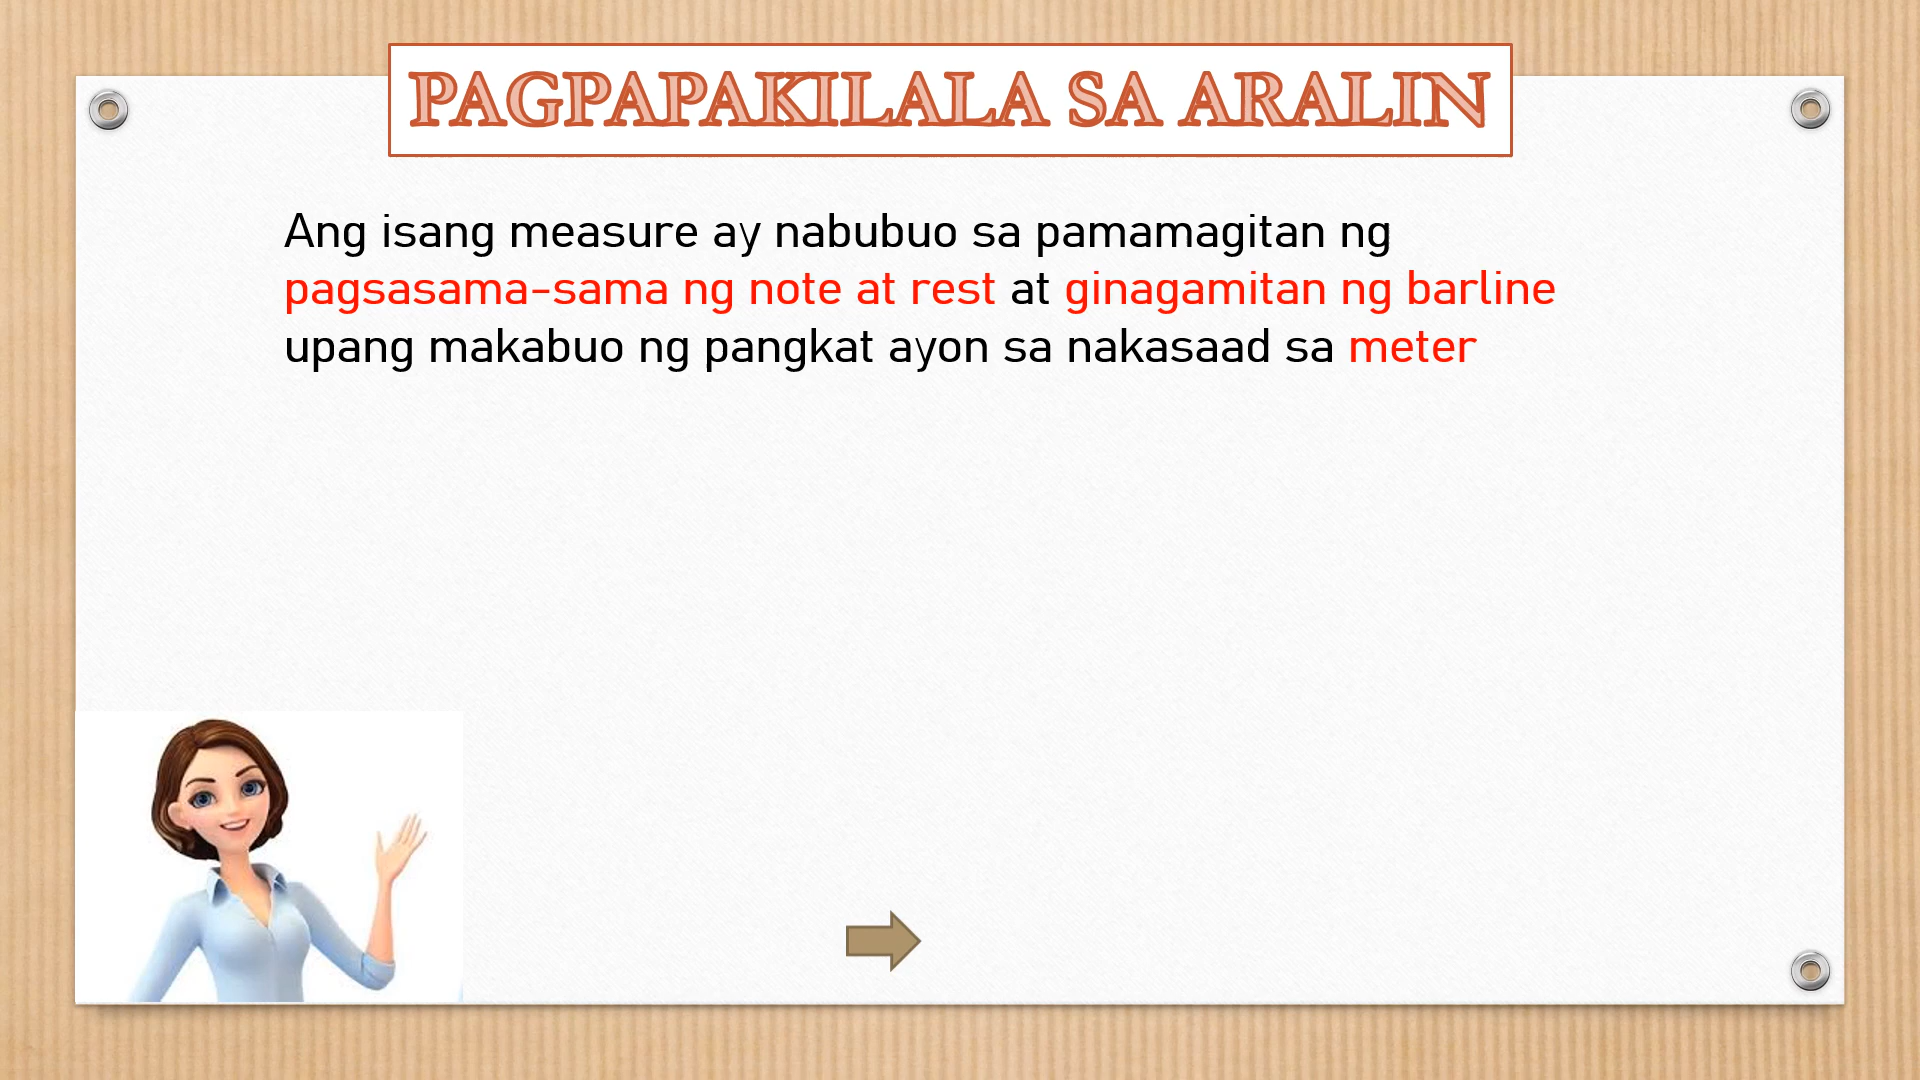 PAGPAPAKILALA SA ARALIN
Ang isang measure ay nabubuo sa pamamagitan ng
pagsasama-sama ng note at rest at ginagamitan ng barline
upang makabuo ng pangkat ayon sa nakasaad sa meter